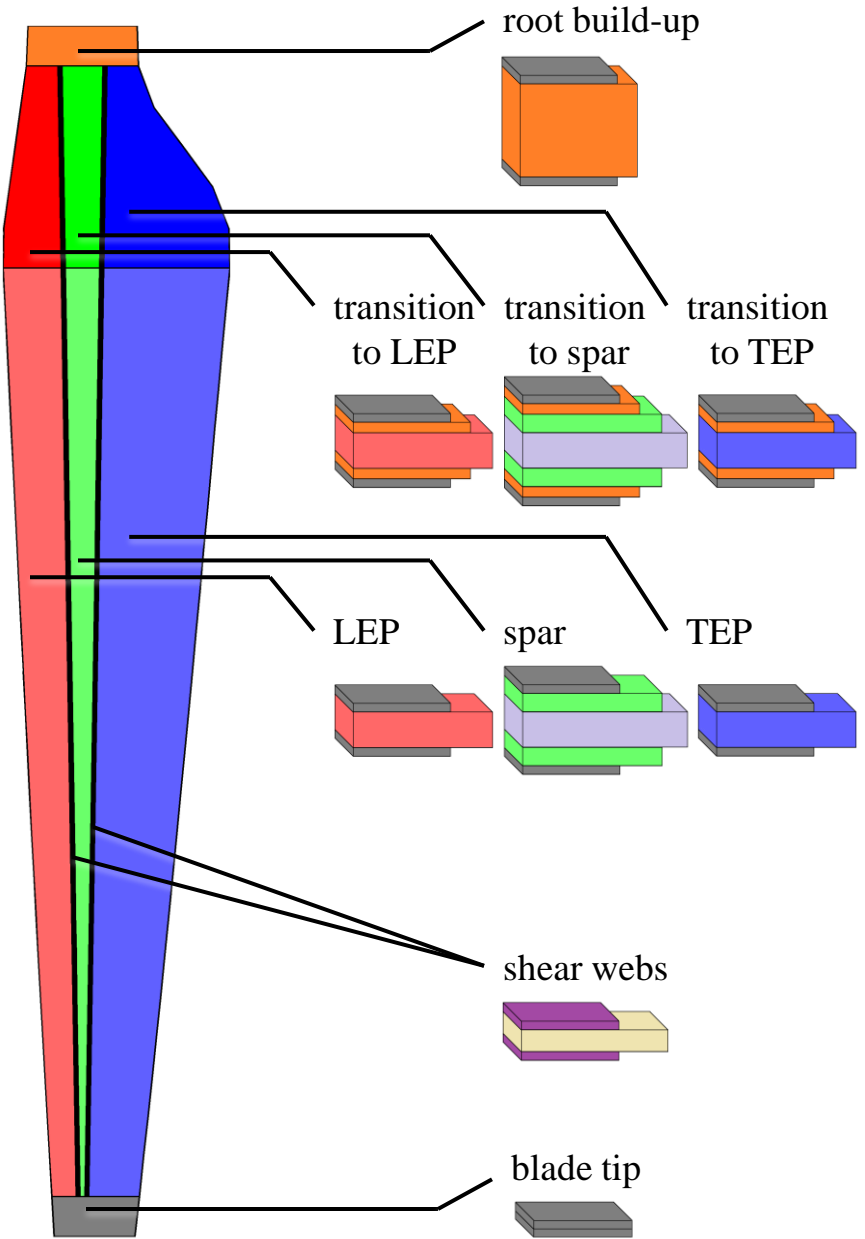 root build-up
transition
to LEP
transition
to spar
transition
to TEP
LEP
spar
TEP
shear webs
blade tip